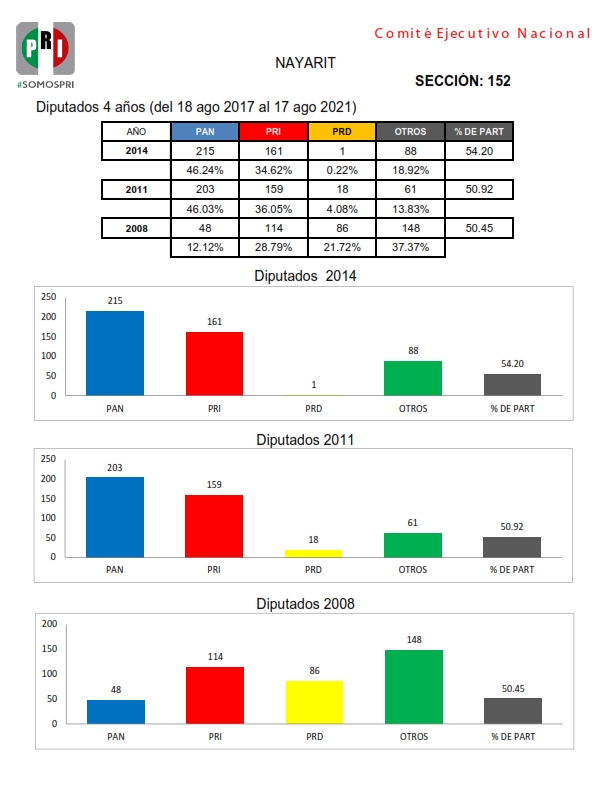 Comité Ejecutivo Nacional
PRI
#SOMOSPRI
NAYARIT
SECCIÓN: 152
Diputados 4 años (del 18 ago 2017 al 17 ago 2021)
AÑO PAN PRI PRD OTROS % DE PART
2014 215 161 1 88 54.20
46.24% 34.62% 0.22% 18.92%
2011 203 159 18 61 50.92
46.03% 36.05% 4.08% 13.83%
2008 48 114 86 148 50.45
12.12% 28.79% 21.72% 37.37%
Diputados 2014
250
200
150
100
50
0
215
161
1
88
54.20
PAN PRI PRD OTROS % DE PART
Diputados 2011
250
200
150
100
50
0
203
159
18
61
50.92
PAN PRI PRD OTROS % DE PART
Diputados 2008
200
150
100
50
0
48
114
86
148
50.45
PAN PRI PRD OTROS % DE PART